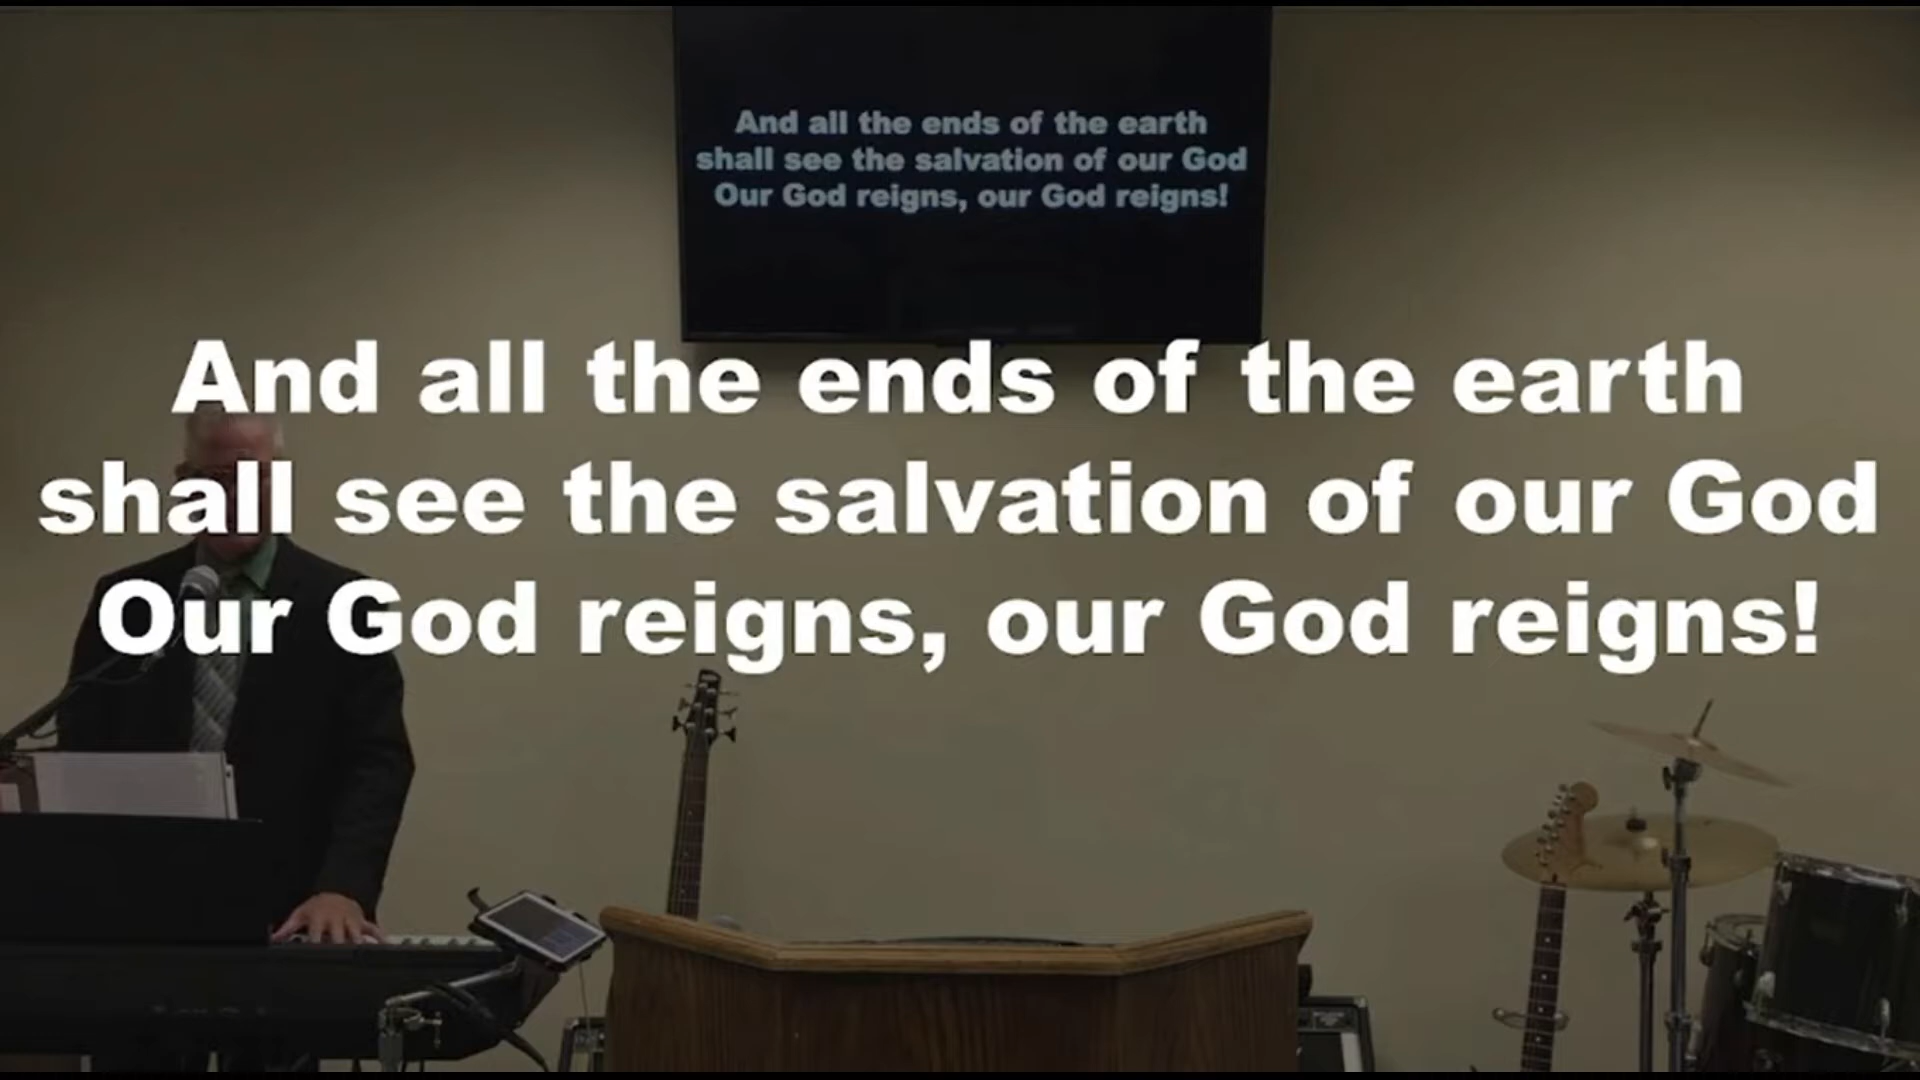 And all the ends of the earth
shall see the salvation of our God
Our God reigns, our God reigns!
And all the ends of the earth
shall see the salvation of our God
Our God reigns, our God reigns!